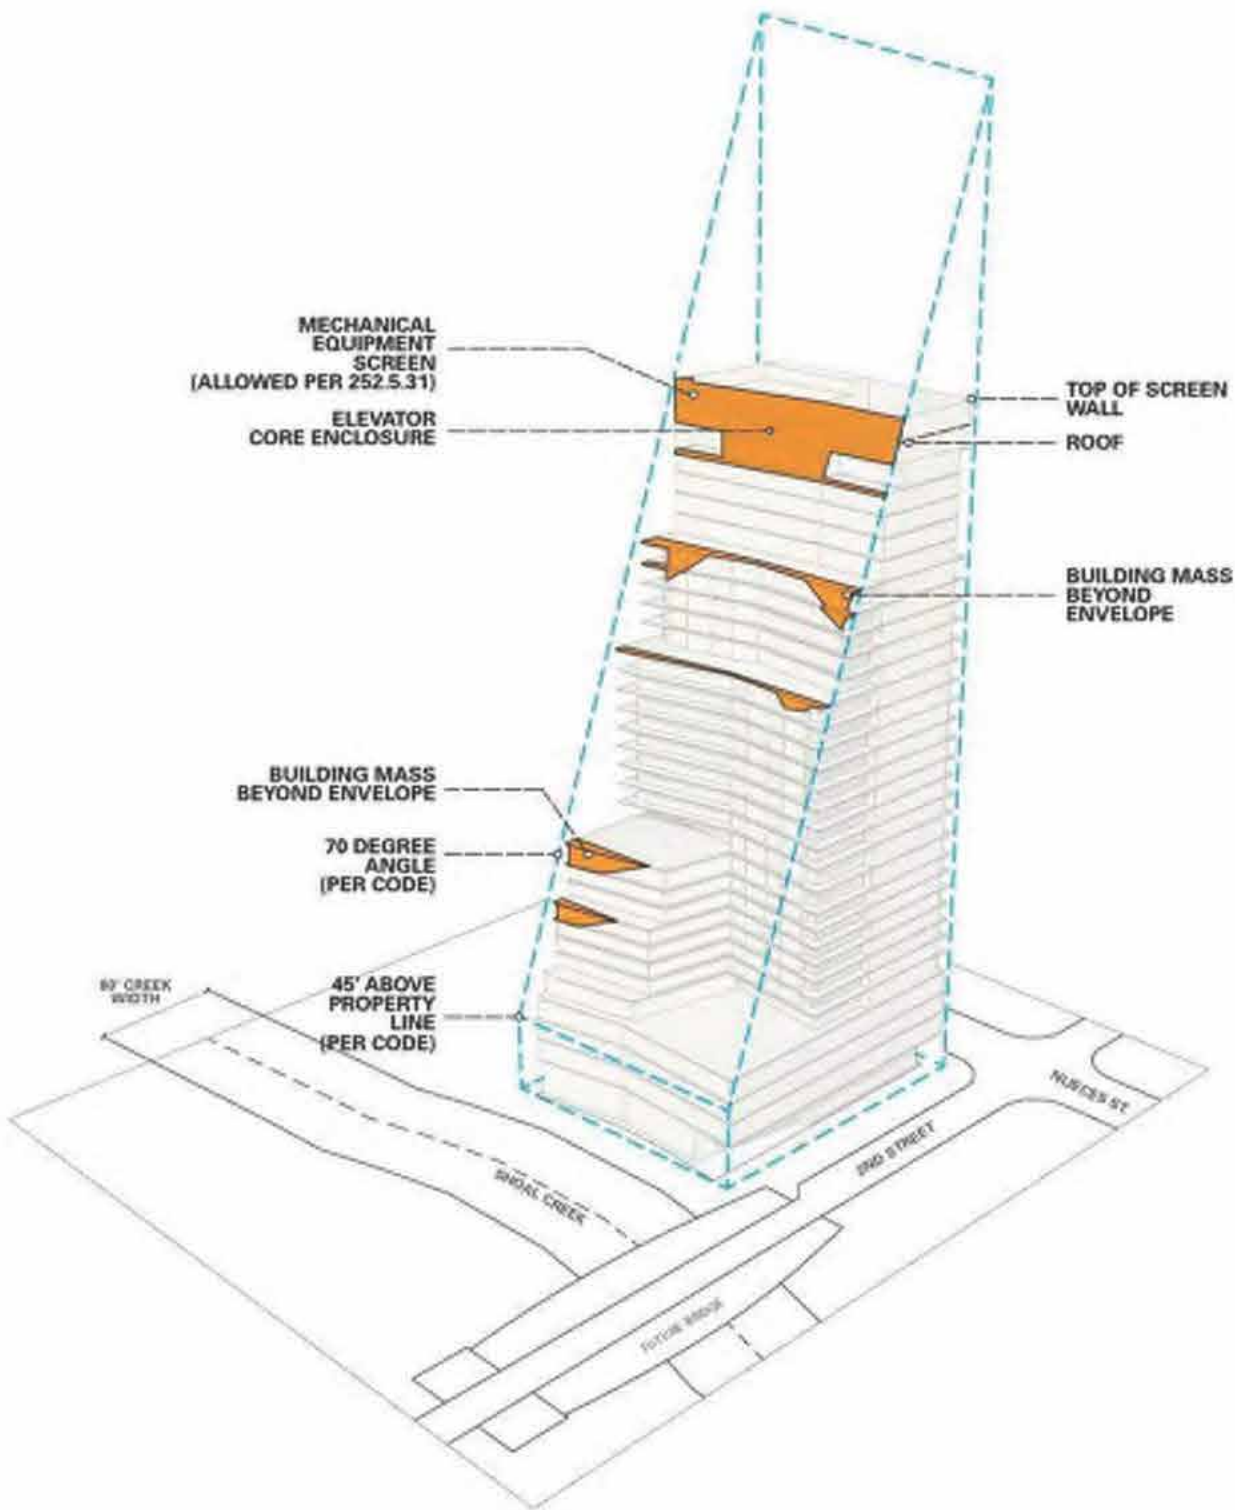 MECHANICAL
EQUIPMENT
SCREEN
(ALLOWED PER 252.5.31)
ELEVATOR
CORE ENCLOSURE
TOP OF SCREEN
WALL
ROOF
BUILDING MASS
BEYOND
ENVELOPE
BUILDING MASS
BEYOND ENVELOPE
70 DEGREE
ANGLE
(PER CODE)
45' ABOVE
PROPERTY
LINE
(PER CODE)
CREEK
WIDTH
SHOAL CREEK
2ND STREET
NUECES ST.
BRIDGE